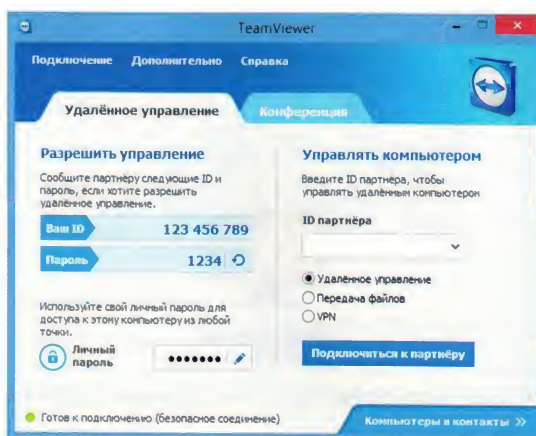 TeamViewer
Подключение Дополнительно Справка
Удалённое управление
Конференция
Разрешить управление
Сообщите партнёру следующие ID и
пароль, если хотите разрешить
удалённое управление.
Ваш ID 123 456 789
Пароль 1234
Используйте свой личный пароль для
доступа к этому компьютеру из любой
точки.
Личный
пароль
Управлять компьютером
Введите ID партнера, чтобы
управлять удалённым компьютером
ID партнёра
Удалённое управление
Передача файлов
VPN
Подключиться к партнёру
Готов к подключению (безопасное соединение)
Компьютеры и контакты >>